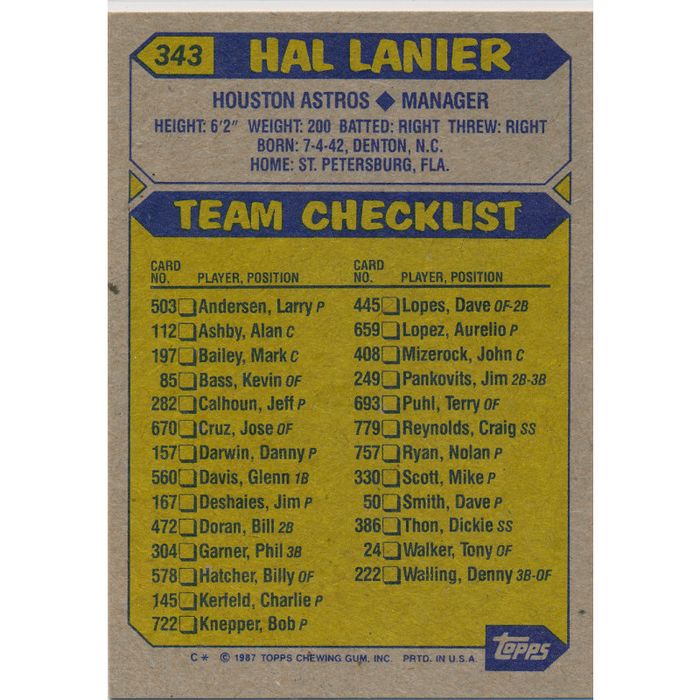 343 HAL LANIER
HOUSTON ASTROS ◆ MANAGER
HEIGHT: 6'2" WEIGHT: 200 BATTED: RIGHT THREW: RIGHT
BORN: 7-4-42, DENTON, N.C.
HOME: ST. PETERSBURG, FLA.
TEAM CHECKLIST
CARD
NO. PLAYER, POSITION
503 Andersen, Larry P
112 Ashby, Alan C
197 Bailey, Mark C
85 Bass, Kevin OF
282 Calhoun, Jeff P
670 Cruz, Jose OF
157 Darwin, Danny P
560 Davis, Glenn 1B
167 Deshaies, Jim P
472 Doran, Bill 2B
304 Garner, Phil 3B
578 Hatcher, Billy OF
145 Kerfeld, Charlie P
722 Knepper, Bob P
CARD
NO. PLAYER, POSITION
445 Lopes, Dave OF-2B
659 Lopez, Aurelio P
408 Mizerock, John C
249 Pankovits, Jim 2B-3B
693 Puhl, Terry OF
779 Reynolds, Craig SS
757 Ryan, Nolan P
330 Scott, Mike P
50 Smith, Dave P
386 Thon, Dickie SS
24 Walker, Tony OF
222 Walling, Denny 3B-OF
topps
C* © 1987 TOPPS CHEWING GUM, INC. PRTD. IN U.S.A.